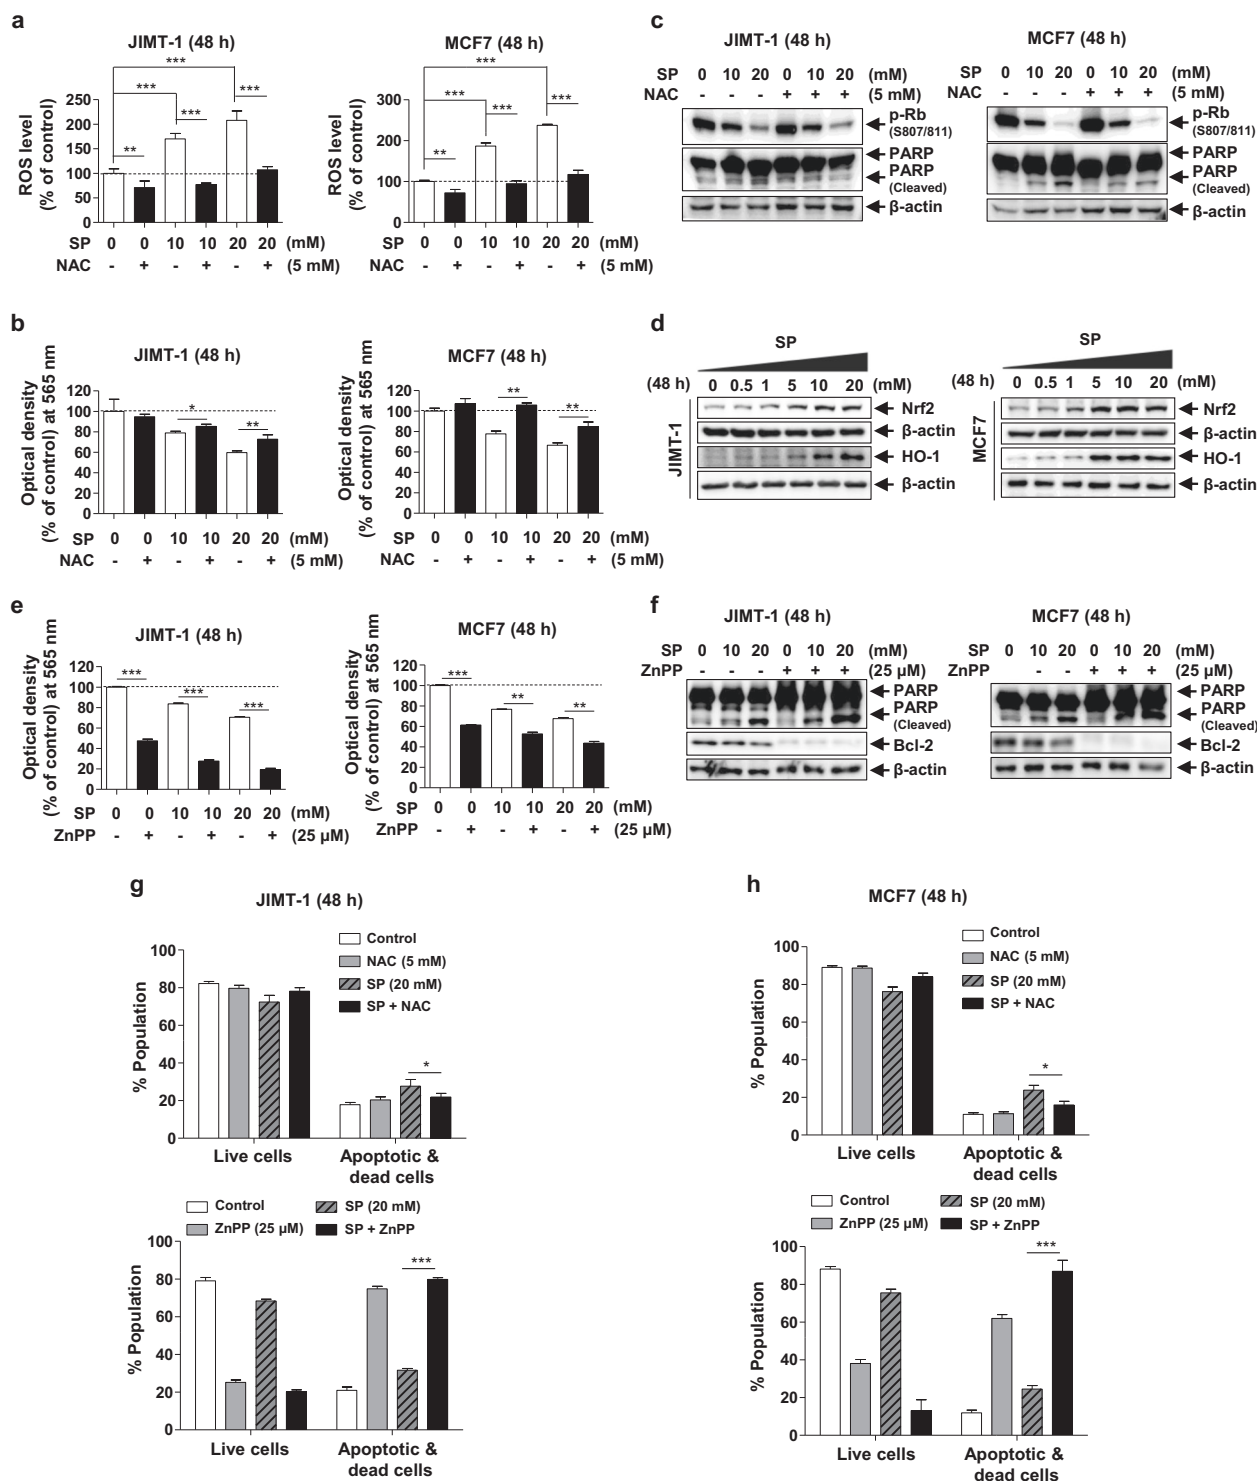 a
JIMT-1 (48 h)
ROS level
(% of control)
250
200
150
100
50
0
***
***
***
***
**
SP 0 0 10 10 20 20 (mM)
NAC - + - + - + (5 mM)
MCF7 (48 h)
ROS level
(% of control)
300
200
100
0
***
***
***
***
**
SP 0 0 10 10 20 20 (mM)
NAC - + - + - + (5 mM)
c
JIMT-1 (48 h)
SP 0 10 20 0 10 20 (mM)
NAC - - - + + + (5 mM)
p-Rb
(S807/811)
PARP
PARP
(Cleaved)
β-actin
MCF7 (48 h)
0 10 20 0 10 20 (mM)
- - - + + + (5 mM)
p-Rb
(S807/811)
PARP
PARP
(Cleaved)
β-actin
b
JIMT-1 (48 h)
Optical density
(% of control) at 565 nm
120
100
80
60
40
20
0
*
**
SP 0 0 10 10 20 20 (mM)
NAC - + - + - + (5 mM)
MCF7 (48 h)
Optical density
(% of control) at 565 nm
120
100
80
60
40
20
0
**
**
SP 0 0 10 10 20 20 (mM)
NAC - + - + - + (5 mM)
d
SP
(48 h) 0 0.5 1 5 10 20 (mM)
JIMT-1
Nrf2
β-actin
HO-1
β-actin
SP
(48 h) 0 0.5 1 5 10 20 (mM)
MCF7
Nrf2
β-actin
HO-1
β-actin
e
JIMT-1 (48 h)
Optical density
(% of control) at 565 nm
120
100
80
60
40
20
0
***
***
***
SP 0 0 10 10 20 20 (mM)
ZnPP - + - + - + (25 µM)
MCF7 (48 h)
Optical density
(% of control) at 565 nm
120
100
80
60
40
20
0
***
**
**
SP 0 0 10 10 20 20 (mM)
ZnPP - + - + - + (25 µM)
f
JIMT-1 (48 h)
SP 0 10 20 0 10 20 (mM)
ZnPP - - - + + + (25 µM)
PARP
PARP
(Cleaved)
Bcl-2
β-actin
MCF7 (48 h)
SP 0 10 20 0 10 20 (mM)
ZnPP - - + + + (25 µM)
PARP
PARP
(Cleaved)
Bcl-2
β-actin
g
JIMT-1 (48 h)
Control
NAC (5 mM)
SP (20 mM)
SP + NAC
% Population
100
80
60
40
20
0
*
Live cells
Apoptotic &
dead cells
Control
ZnPP (25 µM)
SP (20 mM)
SP + ZnPP
% Population
100
80
60
40
20
0
***
Live cells
Apoptotic &
dead cells
h
MCF7 (48 h)
Control
NAC (5 mM)
SP (20 mM)
SP + NAC
% Population
100
80
60
40
20
0
*
Live cells
Apoptotic &
dead cells
Control
ZnPP (25 µM)
SP (20 mM)
SP + ZnPP
% Population
100
80
60
40
20
0
***
Live cells
Apoptotic &
dead cells